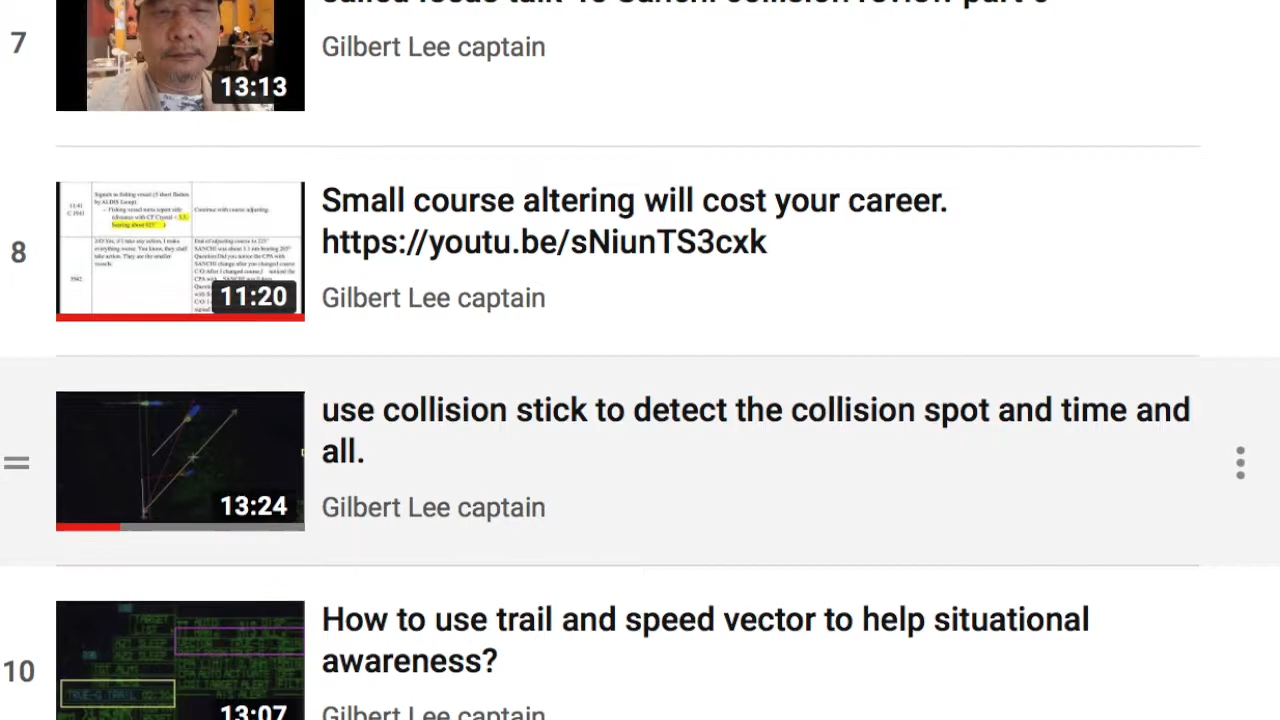 7
Gilbert Lee captain
13:13
8
Small course altering will cost your career.
https://youtu.be/sNiunTS3cxk
Gilbert Lee captain
11:20
use collision stick to detect the collision spot and time and
all.
Gilbert Lee captain
13:24
10
How to use trail and speed vector to help situational
awareness?
Gilbert Lee captain
13:07